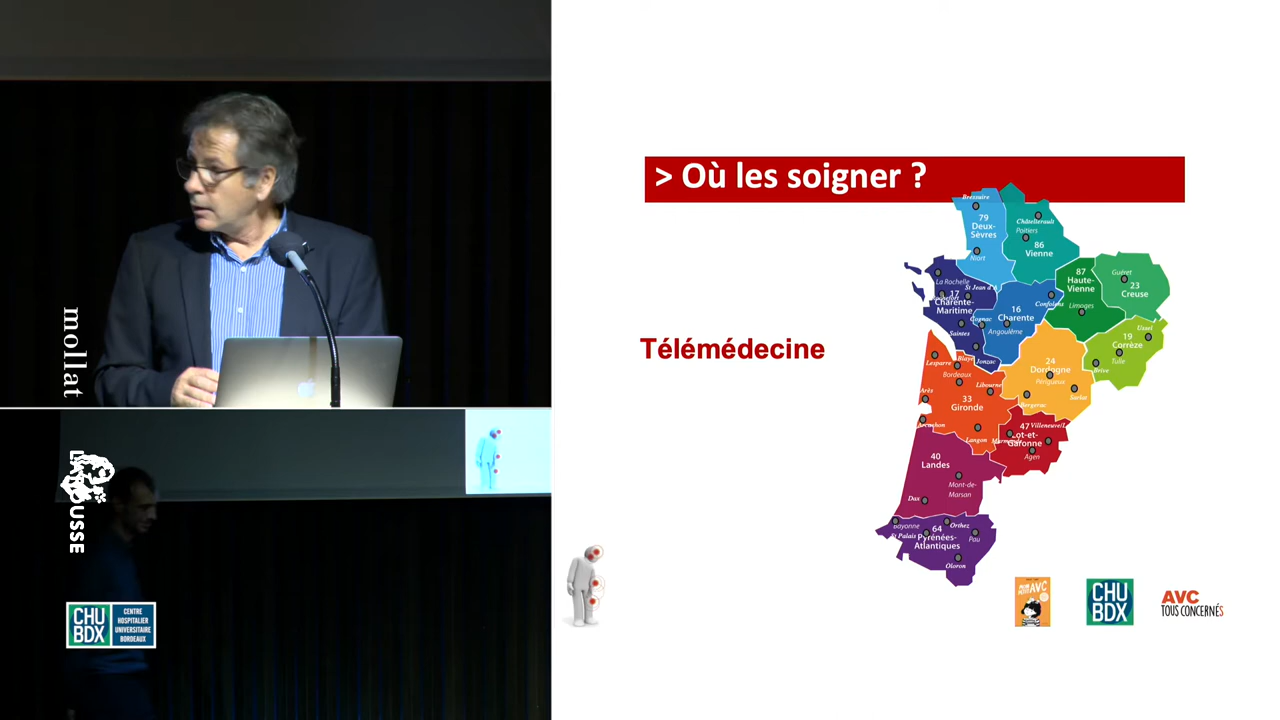 mollat
LAROUSSE
CHU
BDX
CENTRE
HOSPITALIER
UNIVERSITAIRE
BORDEAUX
> Où les soigner ?
Télémédecine
Bressuire
79
Deux-
Sèvres
Niort
Châtellerault
Poitiers
86
Vienne
87
Haute-
Vienne
Limoges
Guéret
23
Creuse
La Rochelle
17
Charente-
Maritime
Saintes
Jonzac
Cognac
16
Charente
Angoulême
Confolens
19
Corrèze
Ussel
Tulle
Brive
24
Dordogne
Périgueux
Sarlat
Bergerac
Lesparre
Blaye
Bordeaux
Libourne
Arès
33
Gironde
Arcachon
Langon
47
Lot-et-
Garonne
Agen
40
Landes
Mont-de-
Marsan
Dax
Bayonne
St Palais
64
Pyrénées-
Atlantiques
Orthez
Pau
Oloron
MON
PETIT AVC
CHU
BDX
AVC
TOUS CONCERNÉS